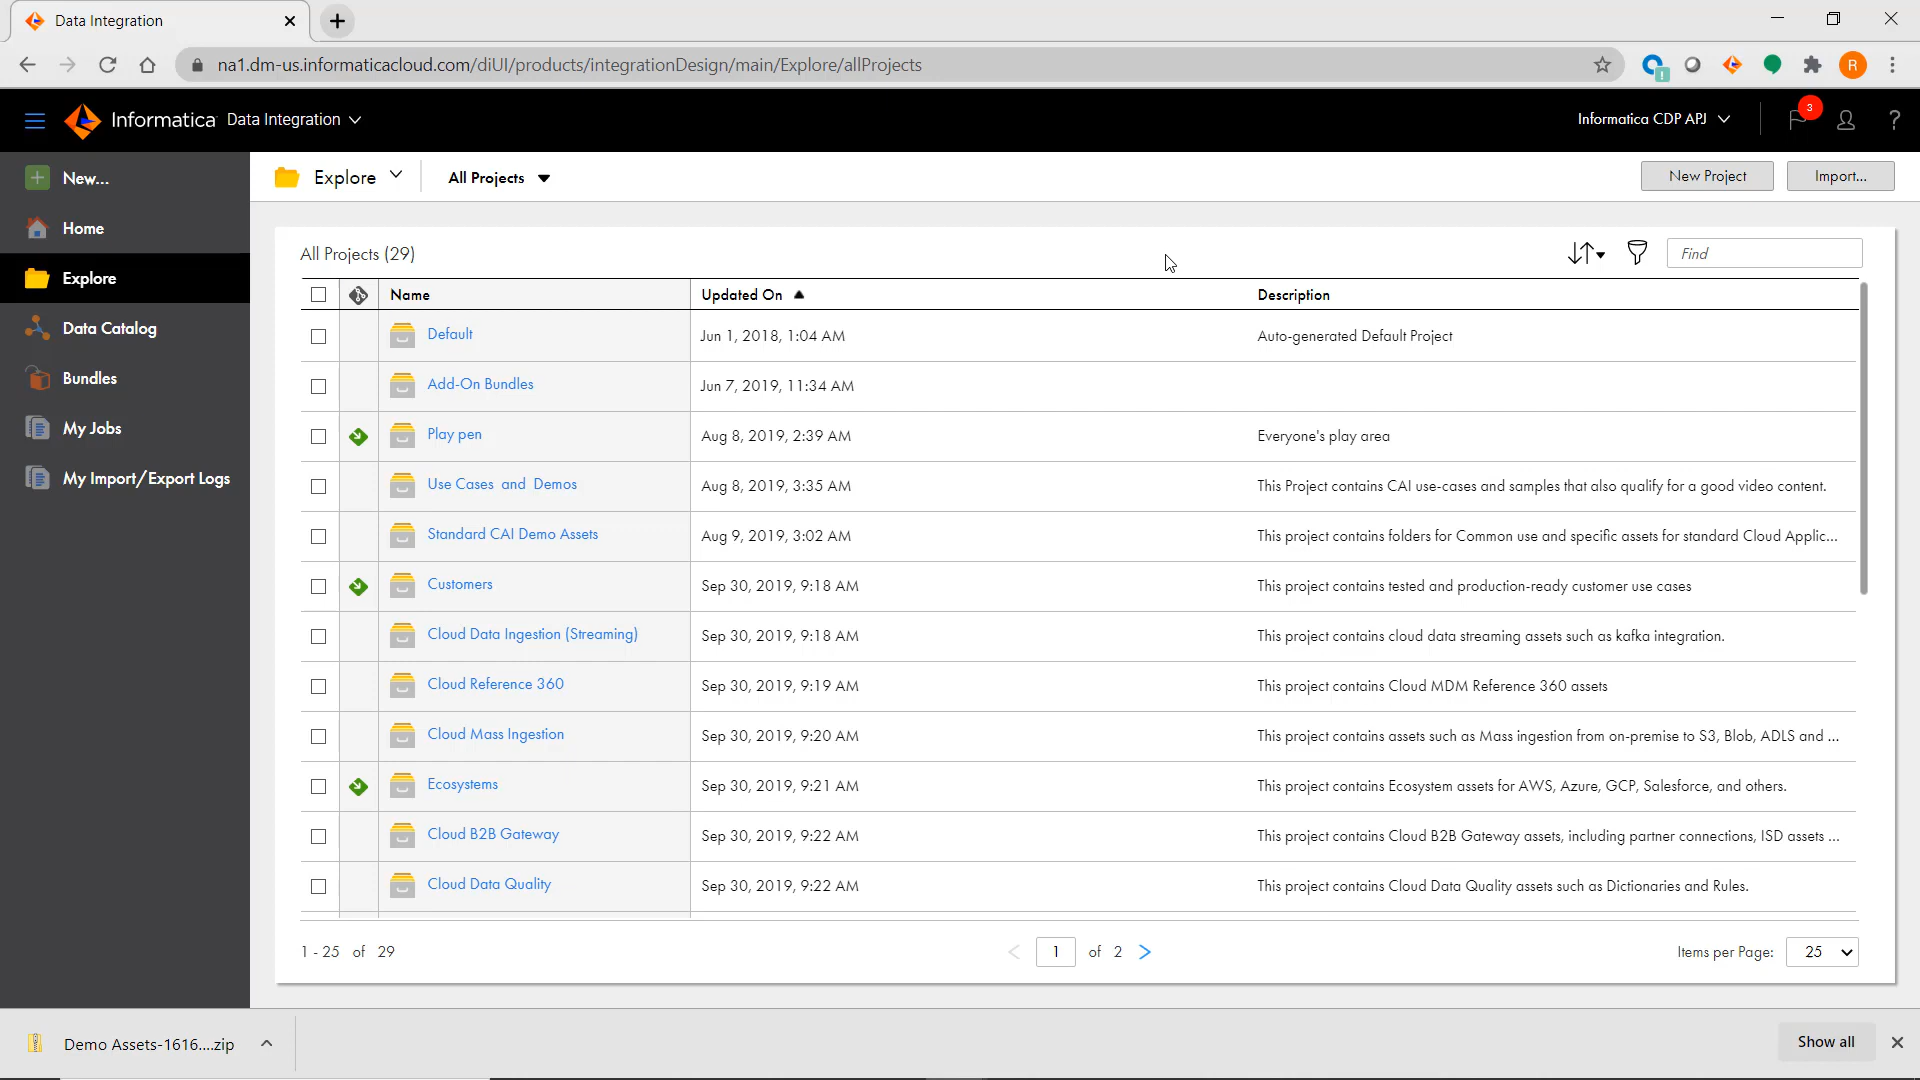 Data Integration
na1.dm-us.informaticacloud.com/diUI/products/integrationDesign/main/Explore/allProjects
R
Informatica Data Integration
Informatica CDP APJ
3
?
New...
Home
Explore
Data Catalog
Bundles
My Jobs
My Import/Export Logs
Explore
All Projects
New Project
Import...
All Projects (29)
Find
Name Updated On Description
Default Jun 1, 2018, 1:04 AM Auto-generated Default Project
Add-On Bundles Jun 7, 2019, 11:34 AM
Play pen Aug 8, 2019, 2:39 AM Everyone's play area
Use Cases and Demos Aug 8, 2019, 3:35 AM This Project contains CAI use-cases and samples that also qualify for a good video content.
Standard CAI Demo Assets Aug 9, 2019, 3:02 AM This project contains folders for Common use and specific assets for standard Cloud Applic...
Customers Sep 30, 2019, 9:18 AM This project contains tested and production-ready customer use cases
Cloud Data Ingestion (Streaming) Sep 30, 2019, 9:18 AM This project contains cloud data streaming assets such as kafka integration.
Cloud Reference 360 Sep 30, 2019, 9:19 AM This project contains Cloud MDM Reference 360 assets
Cloud Mass Ingestion Sep 30, 2019, 9:20 AM This project contains assets such as Mass ingestion from on-premise to S3, Blob, ADLS and ...
Ecosystems Sep 30, 2019, 9:21 AM This project contains Ecosystem assets for AWS, Azure, GCP, Salesforce, and others.
Cloud B2B Gateway Sep 30, 2019, 9:22 AM This project contains Cloud B2B Gateway assets, including partner connections, ISD assets ...
Cloud Data Quality Sep 30, 2019, 9:22 AM This project contains Cloud Data Quality assets such as Dictionaries and Rules.
1 - 25 of 29
1 of 2
Items per Page: 25
Demo Assets-1616....zip
Show all